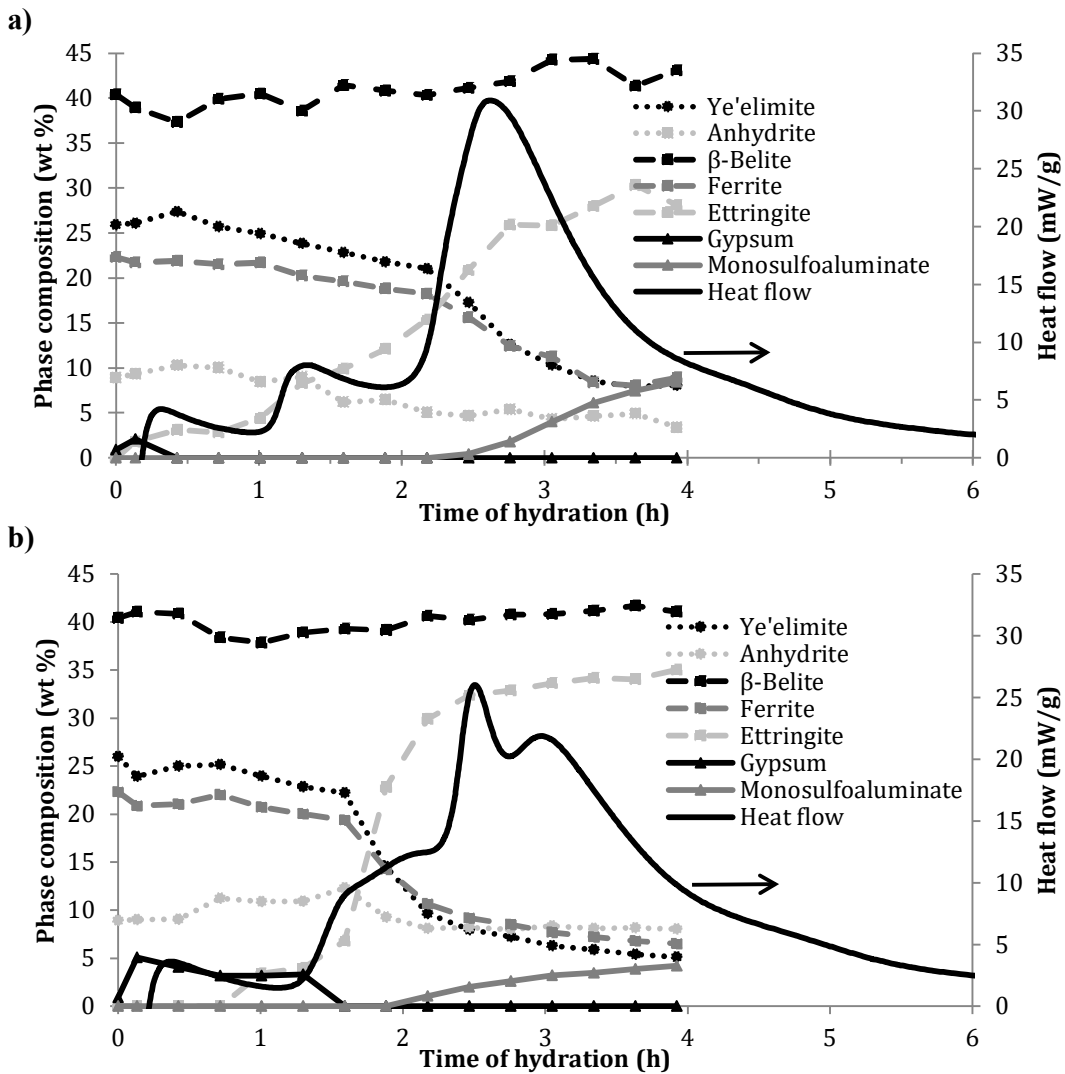 a)
Phase composition (wt %)
45
40
35
30
25
20
15
10
5
0
0
1
2
3
4
5
6
Time of hydration (h)
35
30
25
20
15
10
5
0
Heat flow (mW/g)
Ye'elimite
Anhydrite
β-Belite
Ferrite
Ettringite
Gypsum
Monosulfoaluminate
Heat flow
b)
Phase composition (wt %)
45
40
35
30
25
20
15
10
5
0
0
1
2
3
4
5
6
Time of hydration (h)
35
30
25
20
15
10
5
0
Heat flow (mW/g)
Ye'elimite
Anhydrite
β-Belite
Ferrite
Ettringite
Gypsum
Monosulfoaluminate
Heat flow